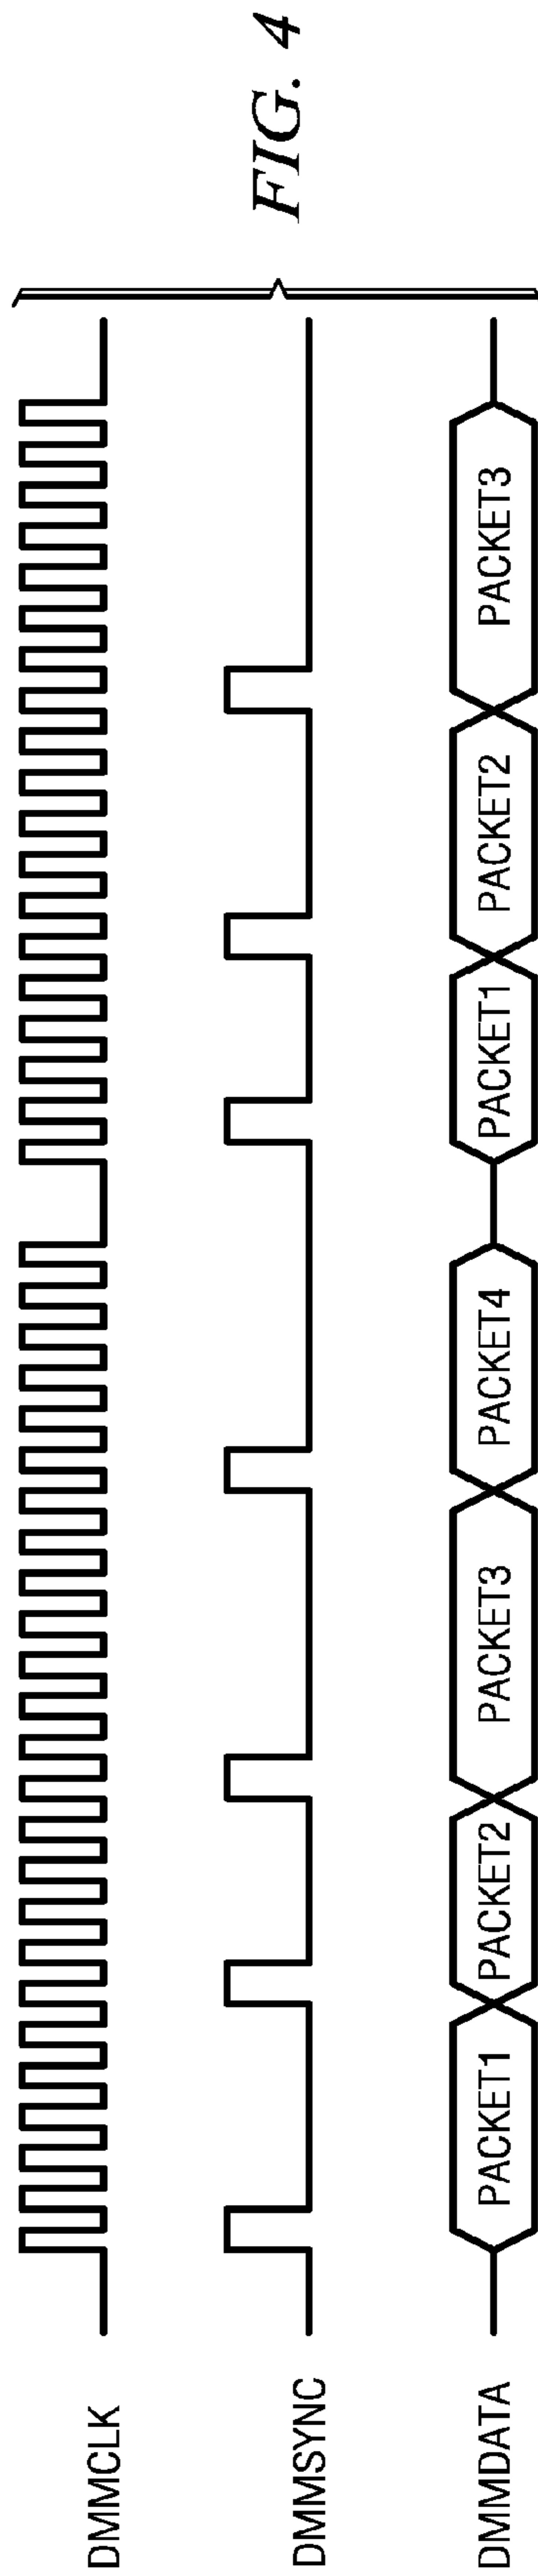 DMMCLK
DMMSYNC
DMMDATA
PACKET1
PACKET2
PACKET3
PACKET4
PACKET1
PACKET2
PACKET3
FIG. 4